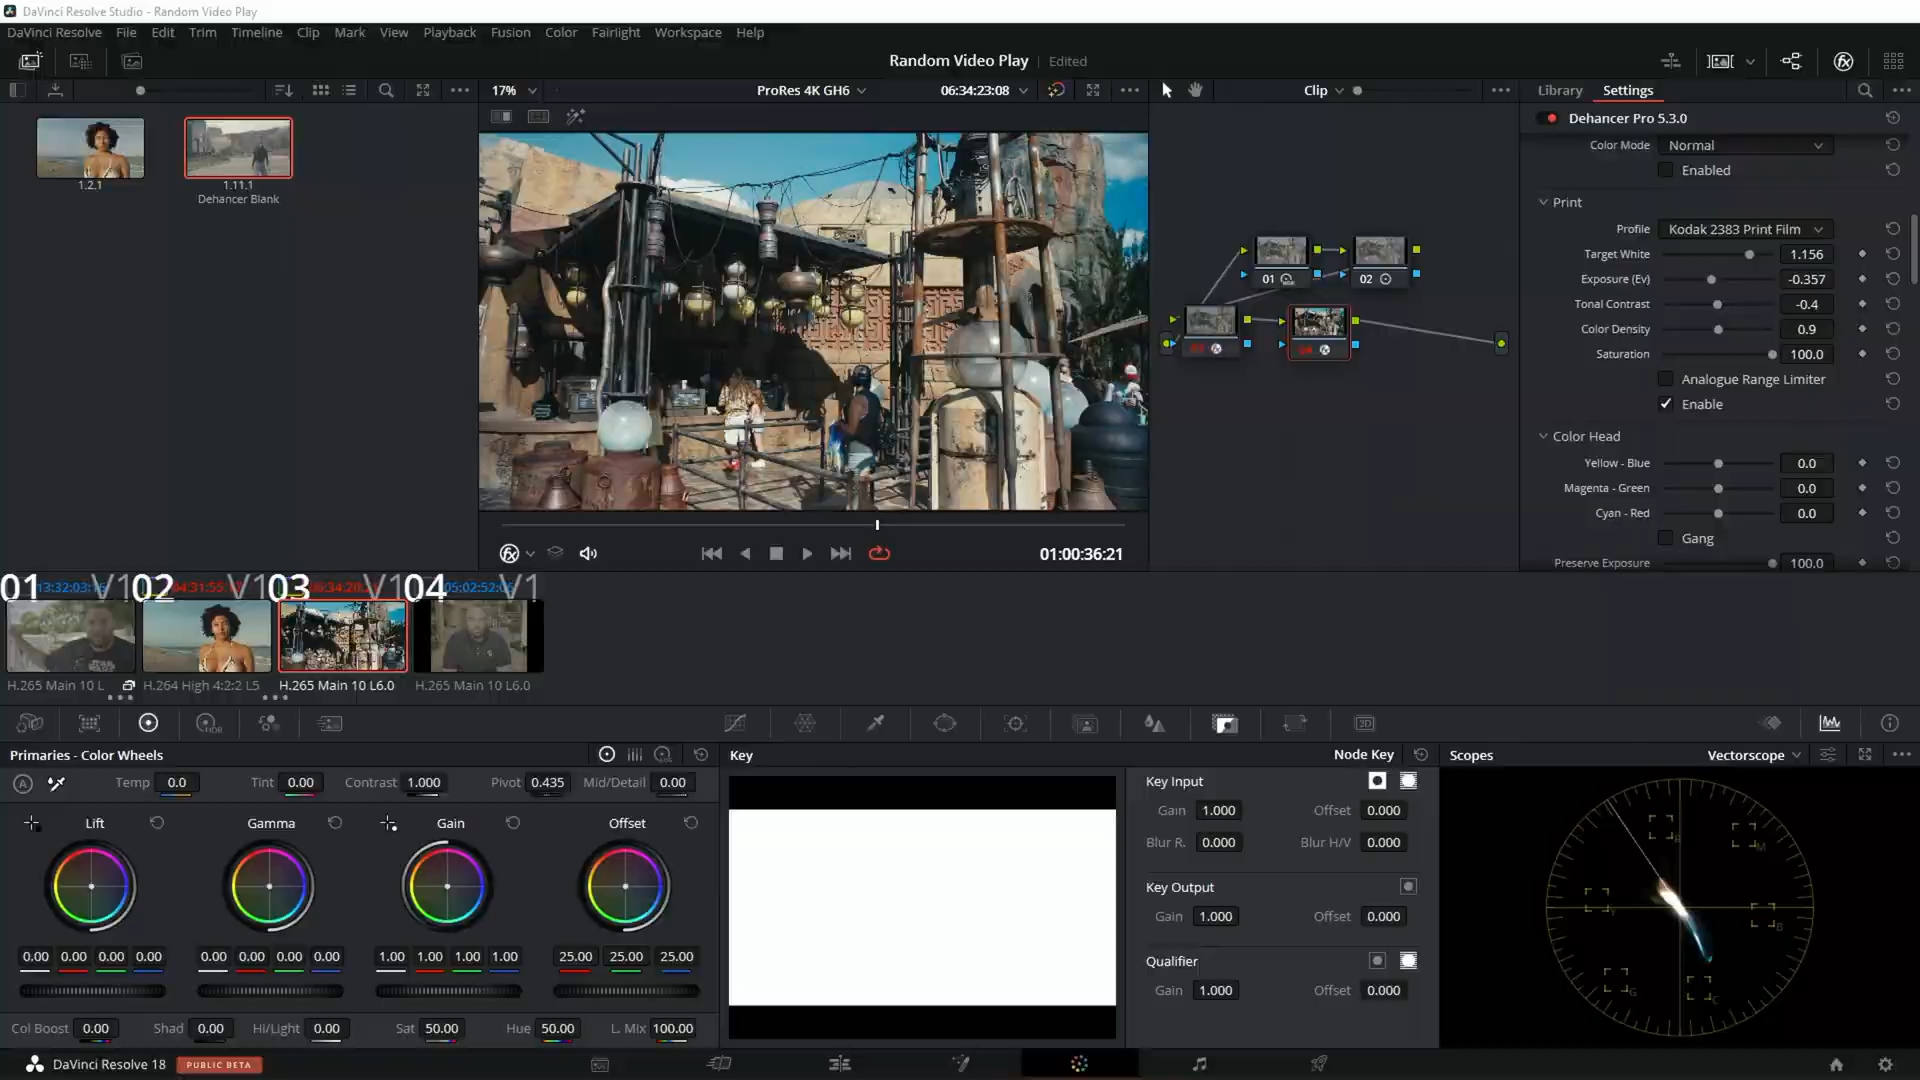 DaVinci Resolve Studio - Random Video Play
DaVinci Resolve File Edit Trim Timeline Clip Mark View Playback Fusion Color Fairlight Workspace Help
Random Video Play Edited
17% ProRes 4K GH6 06:34:23:08 Clip Library Settings
1.2.1
1.11.1
Dehancer Blank
01 02
Dehancer Pro 5.3.0
Color Mode Normal
Enabled
Print
Profile Kodak 2383 Print Film
Target White 1.156
Exposure (Ev) -0.357
Tonal Contrast -0.4
Color Density 0.9
Saturation 100.0
Analogue Range Limiter
Enable
Color Head
Yellow - Blue 0.0
Magenta - Green 0.0
Cyan - Red 0.0
Gang
Preserve Exposure 100.0
01:00:36:21
01 V1 02 V1 03 V1 04 V1
H.265 Main 10 L H.264 High 4:2:2 L5 H.265 Main 10 L6.0 H.265 Main 10 L6.0
Primaries - Color Wheels
Temp 0.0 Tint 0.00 Contrast 1.000 Pivot 0.435 Mid/Detail 0.00
Lift Gamma Gain Offset
0.00 0.00 0.00 0.00 0.00 0.00 0.00 0.00 1.00 1.00 1.00 1.00 25.00 25.00 25.00
Col Boost 0.00 Shad 0.00 Hi/Light 0.00 Sat 50.00 Hue 50.00 L. Mix 100.00
Key Node Key
Key Input
Gain 1.000 Offset 0.000
Blur R. 0.000 Blur H/V 0.000
Key Output
Gain 1.000 Offset 0.000
Qualifier
Gain 1.000 Offset 0.000
Scopes Vectorscope
R
M
Y
B
G
C
DaVinci Resolve 18 PUBLIC BETA